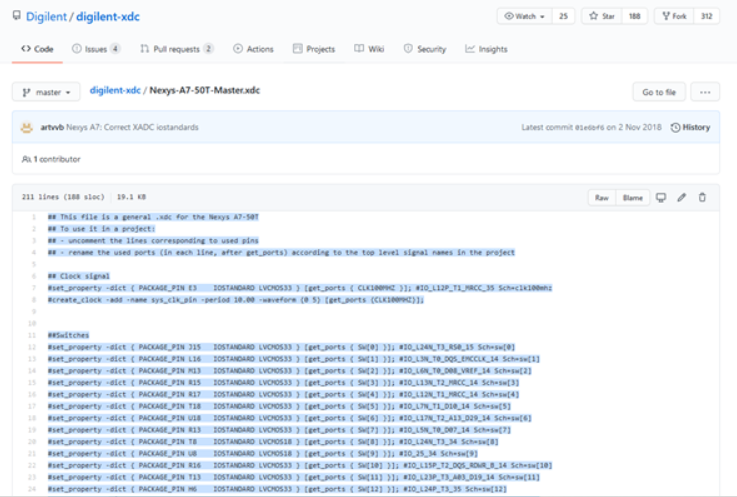 Digilent / digilent-xdc
Watch 25
Star 188
Fork 312
Code
Issues 4
Pull requests 2
Actions
Projects
Wiki
Security
Insights
master
digilent-xdc / Nexys-A7-50T-Master.xdc
Go to file
...
artvvb Nexys A7: Correct XADC iostandards
Latest commit on 2 Nov 2018 History
1 contributor
211 lines (188 sloc) 19.1 KB
Raw Blame
1 ## This file is a general .xdc for the Nexys A7-50T
2 ## To use it in a project:
3 ## - uncomment the lines corresponding to used pins
4 ## - rename the used ports (in each line, after get_ports) according to the top level signal names in the project
5
6 ## Clock signal
7 #set_property -dict { PACKAGE_PIN E3 IOSTANDARD LVCMOS33 } [get_ports { CLK100MHZ }]; #IO_L12P_T1_MRCC_35 Sch=clk100mhz
8 #create_clock -add -name sys_clk_pin -period 10.00 -waveform {0 5} [get_ports {CLK100MHZ}];
9
10
11 ##Switches
12 #set_property -dict { PACKAGE_PIN J15 IOSTANDARD LVCMOS33 } [get_ports { SW[0] }]; #IO_L24N_T3_RS0_15 Sch=sw[0]
13 #set_property -dict { PACKAGE_PIN L16 IOSTANDARD LVCMOS33 } [get_ports { SW[1] }]; #IO_L3N_T0_DQS_EMCCLK_14 Sch=sw[1]
14 #set_property -dict { PACKAGE_PIN M13 IOSTANDARD LVCMOS33 } [get_ports { SW[2] }]; #IO_L6N_T0_D08_VREF_14 Sch=sw[2]
15 #set_property -dict { PACKAGE_PIN R15 IOSTANDARD LVCMOS33 } [get_ports { SW[3] }]; #IO_L13N_T2_MRCC_14 Sch=sw[3]
16 #set_property -dict { PACKAGE_PIN R17 IOSTANDARD LVCMOS33 } [get_ports { SW[4] }]; #IO_L12N_T1_MRCC_14 Sch=sw[4]
17 #set_property -dict { PACKAGE_PIN T18 IOSTANDARD LVCMOS33 } [get_ports { SW[5] }]; #IO_L7N_T1_D10_14 Sch=sw[5]
18 #set_property -dict { PACKAGE_PIN U18 IOSTANDARD LVCMOS33 } [get_ports { SW[6] }]; #IO_L17N_T2_A13_D29_14 Sch=sw[6]
19 #set_property -dict { PACKAGE_PIN R13 IOSTANDARD LVCMOS33 } [get_ports { SW[7] }]; #IO_L5N_T0_D07_14 Sch=sw[7]
20 #set_property -dict { PACKAGE_PIN T8 IOSTANDARD LVCMOS18 } [get_ports { SW[8] }]; #IO_L24N_T3_34 Sch=sw[8]
21 #set_property -dict { PACKAGE_PIN U8 IOSTANDARD LVCMOS18 } [get_ports { SW[9] }]; #IO_25_34 Sch=sw[9]
22 #set_property -dict { PACKAGE_PIN R16 IOSTANDARD LVCMOS33 } [get_ports { SW[10] }]; #IO_L15P_T2_DQS_RDWR_B_14 Sch=sw[10]
23 #set_property -dict { PACKAGE_PIN T13 IOSTANDARD LVCMOS33 } [get_ports { SW[11] }]; #IO_L23P_T3_A03_D19_14 Sch=sw[11]
24 #set_property -dict { PACKAGE_PIN H6 IOSTANDARD LVCMOS33 } [get_ports { SW[12] }]; #IO_L24P_T3_35 Sch=sw[12]